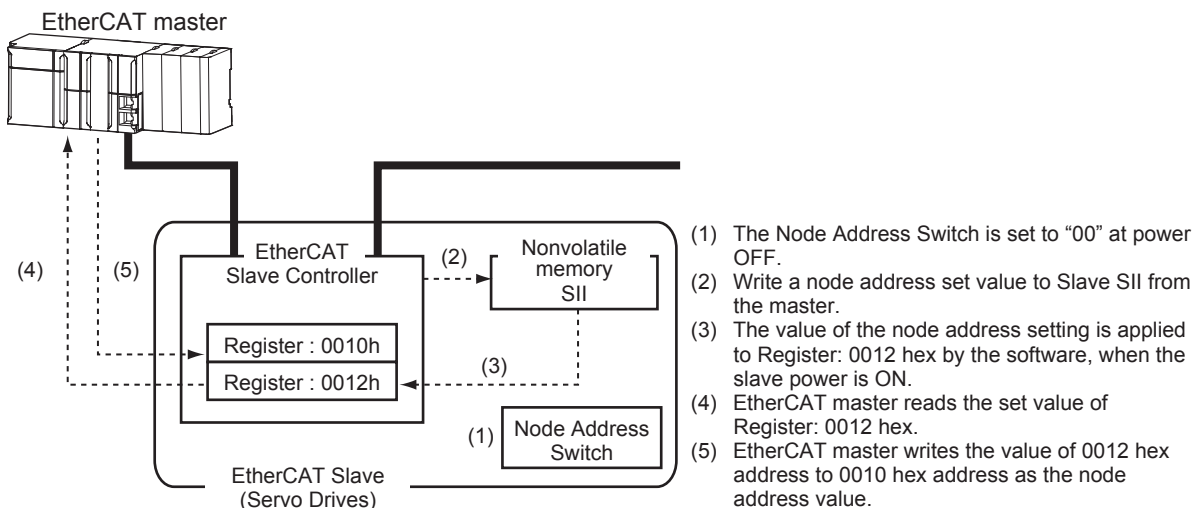 EtherCAT master
(4)
(5)
EtherCAT
Slave Controller
(2)
Nonvolatile
memory
SII
Register : 0010h
Register : 0012h
(3)
(1)
Node Address
Switch
EtherCAT Slave
(Servo Drives)
(1) The Node Address Switch is set to “00” at power
OFF.
(2) Write a node address set value to Slave SII from
the master.
(3) The value of the node address setting is applied
to Register: 0012 hex by the software, when the
slave power is ON.
(4) EtherCAT master reads the set value of
Register: 0012 hex.
(5) EtherCAT master writes the value of 0012 hex
address to 0010 hex address as the node
address value.